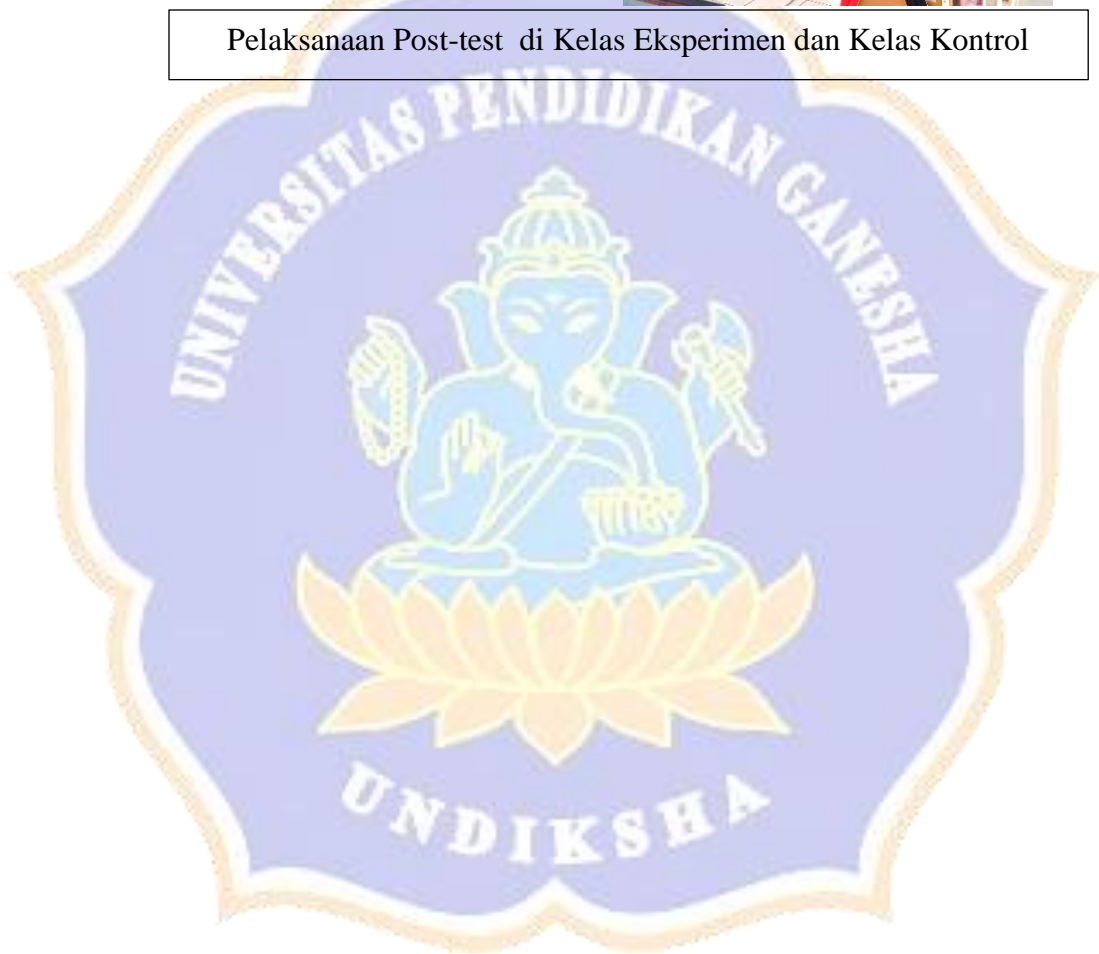 Pelaksanaan Post-test di Kelas Eksperimen dan Kelas Kontrol
UNIVERSITAS PENDIDIKAN GANESHA
UNDIKSHA